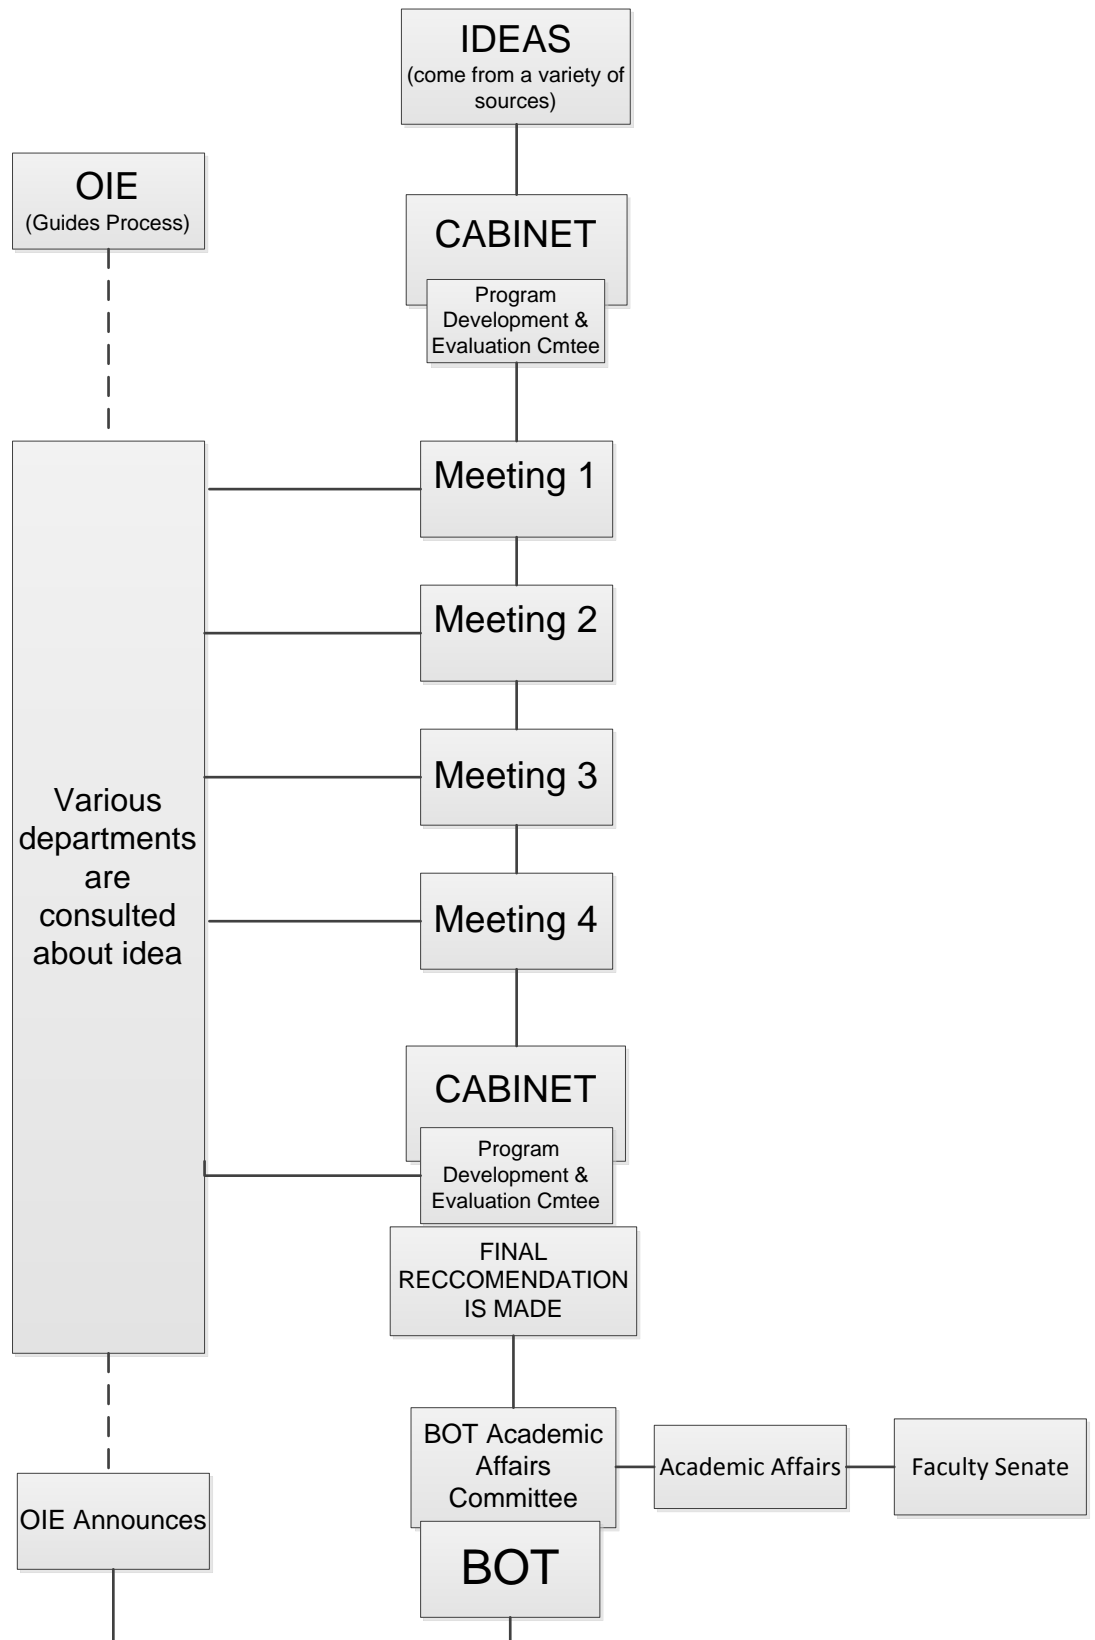 IDEAS
(come from a variety of
sources)
OIE
(Guides Process)
CABINET
Program
Development &
Evaluation Cmtee
Meeting 1
Meeting 2
Meeting 3
Various
departments
are
consulted
about idea
Meeting 4
CABINET
Program
Development &
Evaluation Cmtee
FINAL
RECCOMENDATION
IS MADE
BOT Academic
Affairs
Committee
Academic Affairs
Faculty Senate
OIE Announces
BOT